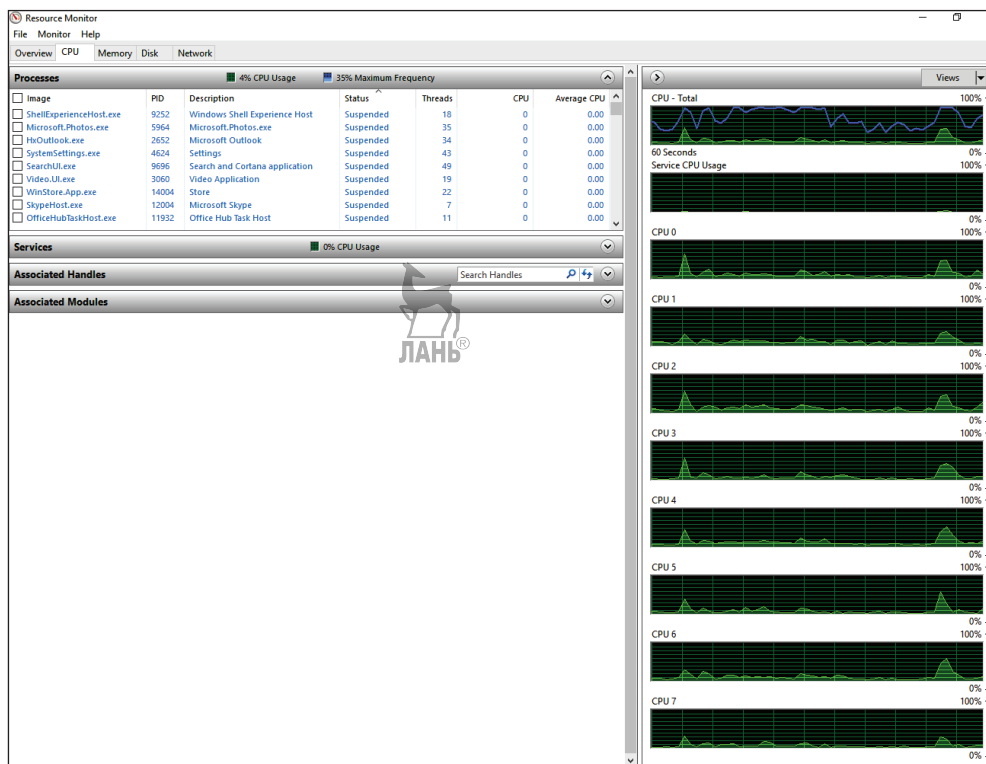 Resource Monitor
File Monitor Help
Overview CPU Memory Disk Network
Processes 4% CPU Usage 35% Maximum Frequency
Image PID Description Status Threads CPU Average CPU
ShellExperienceHost.exe 9252 Windows Shell Experience Host Suspended 18 0 0.00
Microsoft.Photos.exe 5964 Microsoft.Photos.exe Suspended 35 0 0.00
HxOutlook.exe 2652 Microsoft Outlook Suspended 34 0 0.00
SystemSettings.exe 4624 Settings Suspended 43 0 0.00
SearchUI.exe 9696 Search and Cortana application Suspended 49 0 0.00
Video.UI.exe 3060 Video Application Suspended 19 0 0.00
WinStore.App.exe 14004 Store Suspended 22 0 0.00
SkypeHost.exe 12004 Microsoft Skype Suspended 7 0 0.00
OfficeHubTaskHost.exe 11932 Office Hub Task Host Suspended 11 0 0.00
Services 0% CPU Usage
Associated Handles Search Handles
Associated Modules
ЛАНЬ®
Views
CPU - Total 100%
60 Seconds 0%
Service CPU Usage 100%
0%
CPU 0 100%
0%
CPU 1 100%
0%
CPU 2 100%
0%
CPU 3 100%
0%
CPU 4 100%
0%
CPU 5 100%
0%
CPU 6 100%
0%
CPU 7 100%
0%